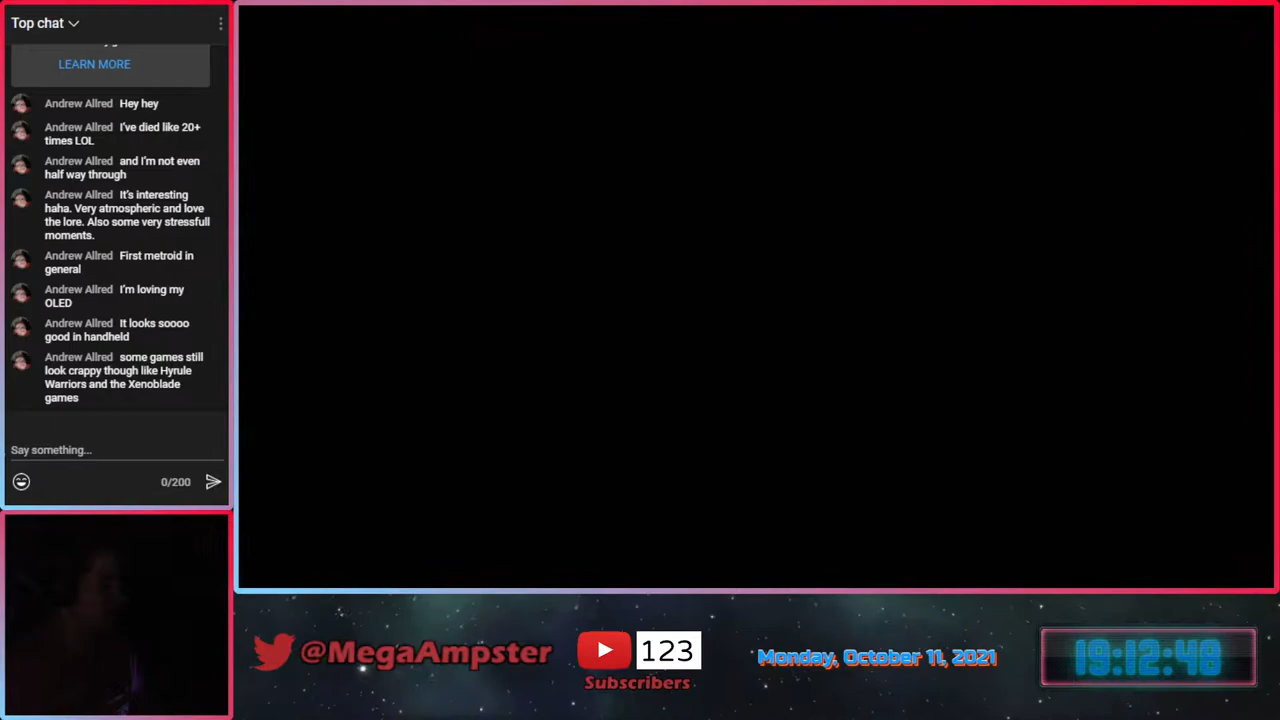 Top chat
LEARN MORE
Andrew Allred Hey hey
Andrew Allred I've died like 20+
times LOL
Andrew Allred and I'm not even
half way through
Andrew Allred It's interesting
haha. Very atmospheric and love
the lore. Also some very stressfull
moments.
Andrew Allred First metroid in
general
Andrew Allred I'm loving my
OLED
Andrew Allred It looks soooo
good in handheld
Andrew Allred some games still
look crappy though like Hyrule
Warriors and the Xenoblade
games
Say something...
0/200
@MegaAmpster
123
Subscribers
Monday, October 11, 2021
19:12:48